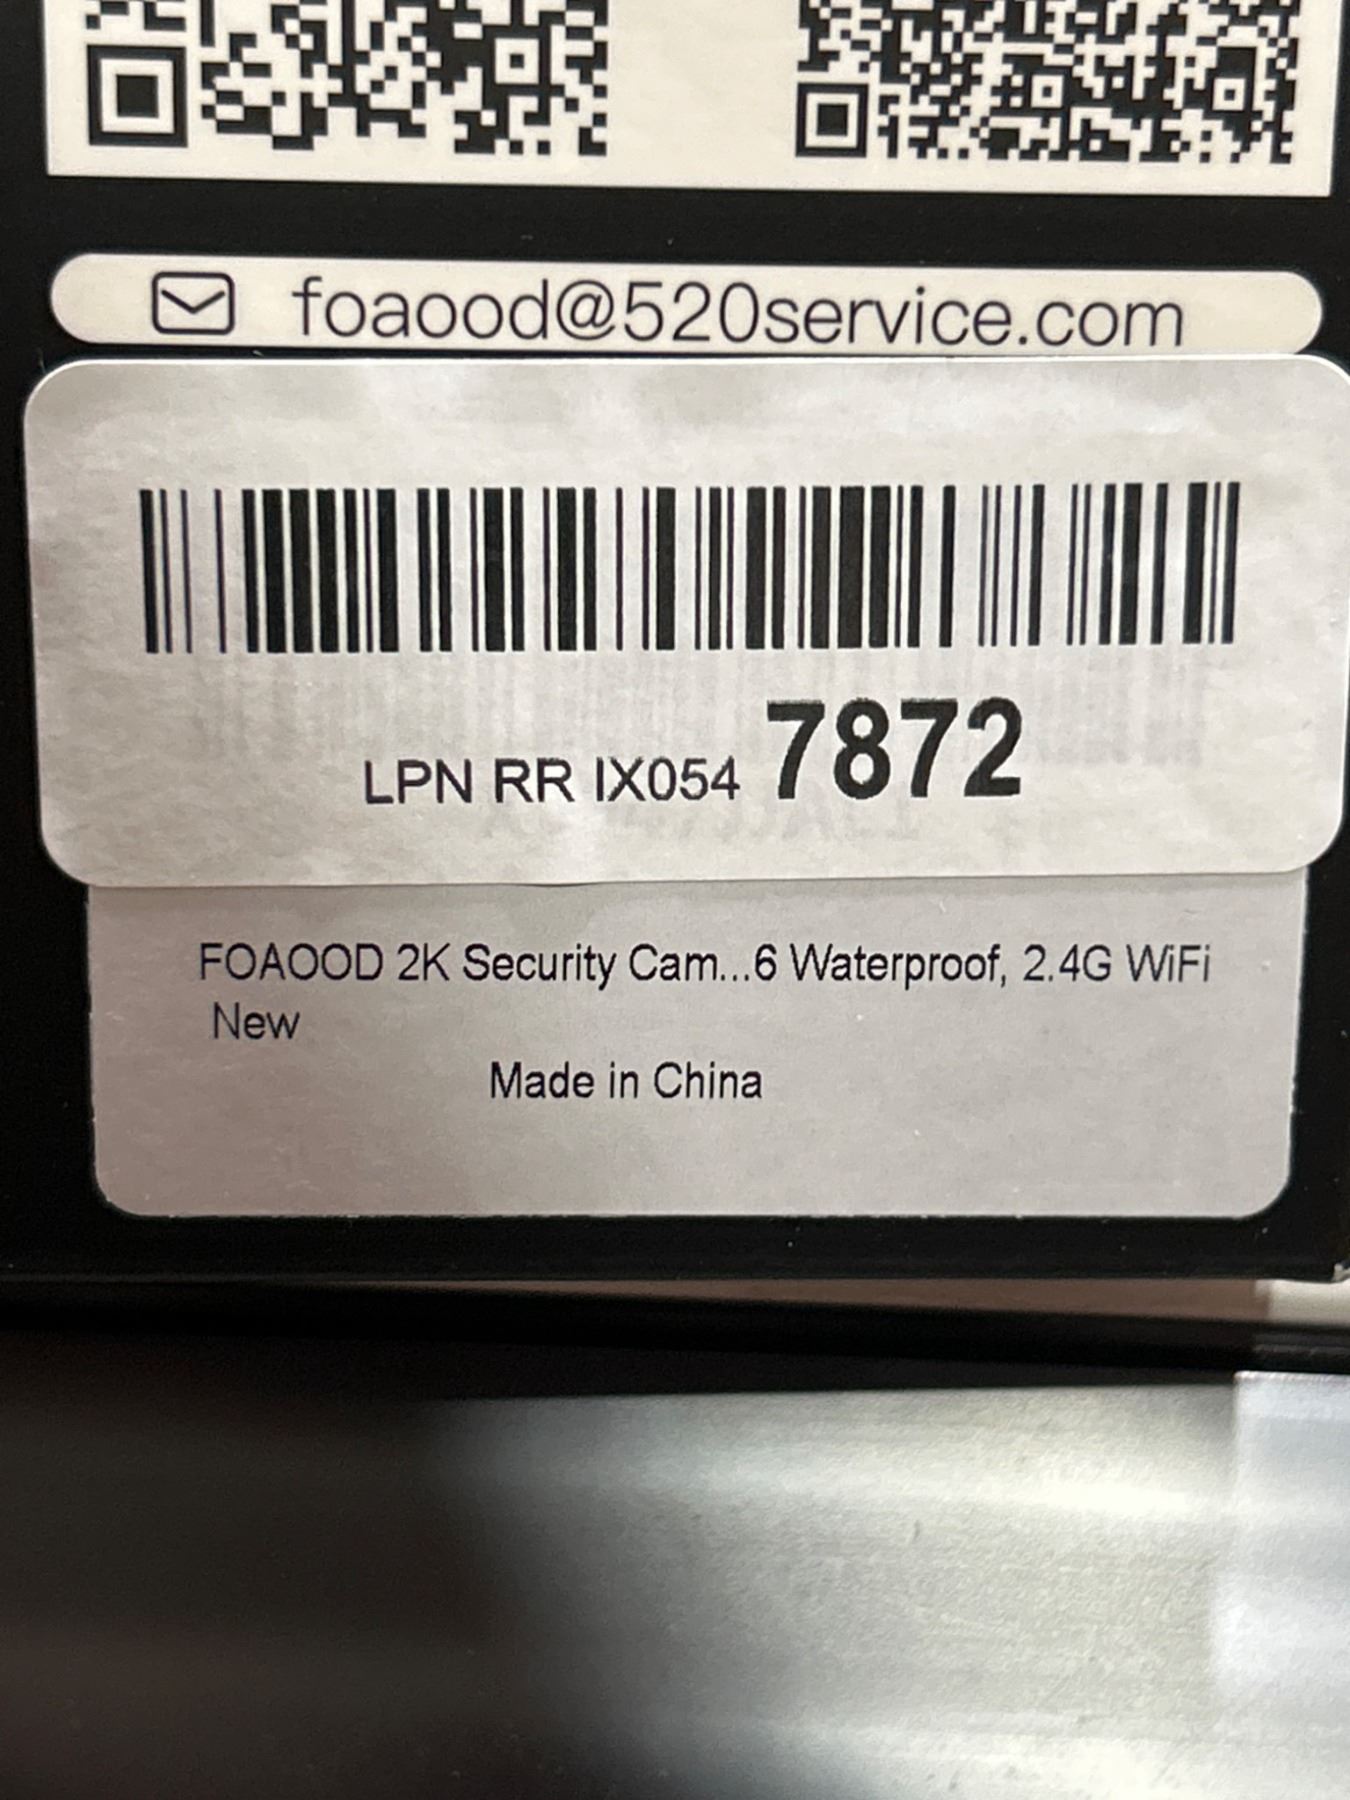 foaood@520service.com
LPN RR IX054 7872
FOAOOD 2K Security Cam...6 Waterproof, 2.4G WiFi
New
Made in China